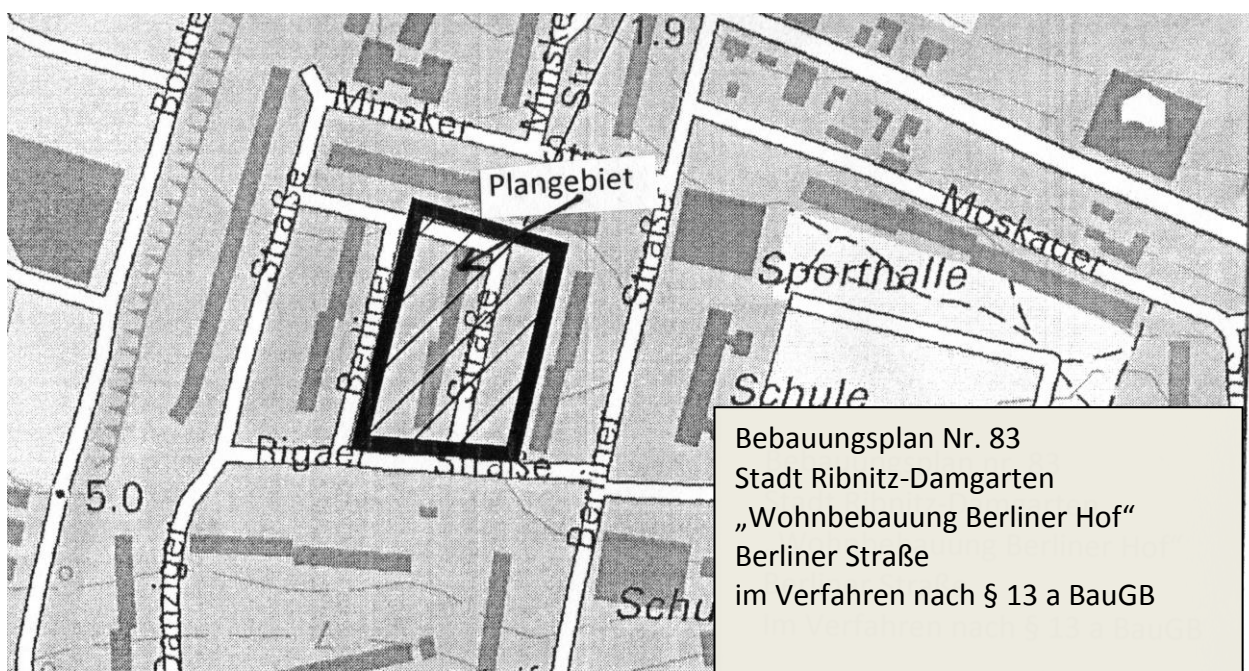 1.9
Minsker
Str
Minsker
Straße
Plangebiet
Moskauer
Straße
Straße
Sporthalle
Berliner
Straße
Schule
Rigaer Straße
5.0
Berliner
Danziger
Bebauungsplan Nr. 83
Stadt Ribnitz-Damgarten
„Wohnbebauung Berliner Hof“
Berliner Straße
im Verfahren nach § 13 a BauGB